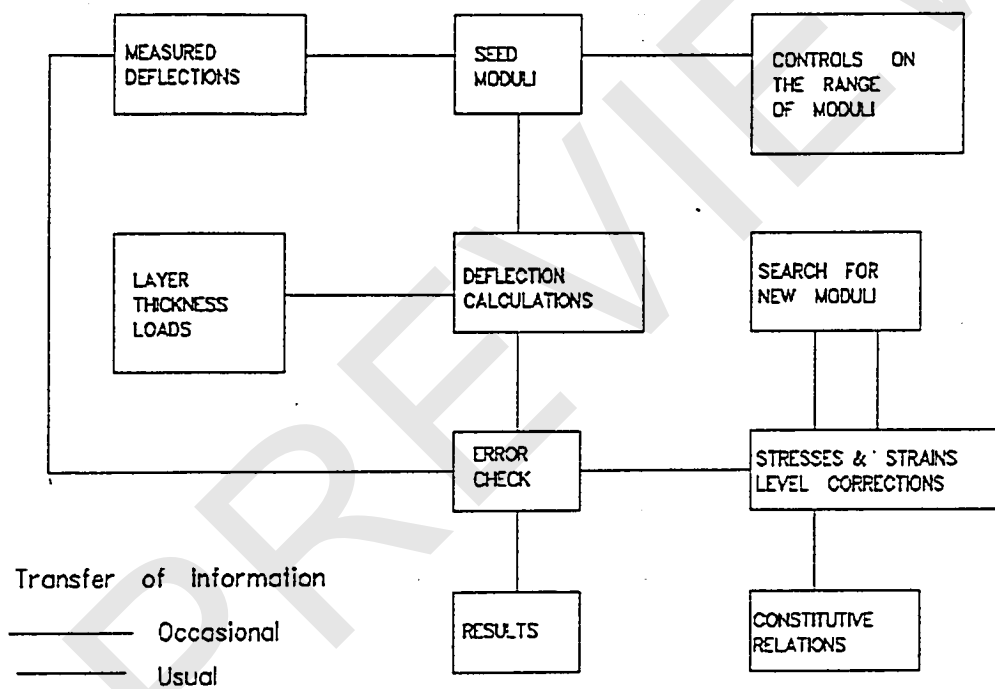 MEASURED
DEFLECTIONS
SEED
MODULI
CONTROLS ON
THE RANGE
OF MODULI
LAYER
THICKNESS
LOADS
DEFLECTION
CALCULATIONS
SEARCH FOR
NEW MODULI
ERROR
CHECK
STRESSES & STRAINS
LEVEL CORRECTIONS
Transfer of information
Occasional
Usual
RESULTS
CONSTITUTIVE
RELATIONS
PREVIEW